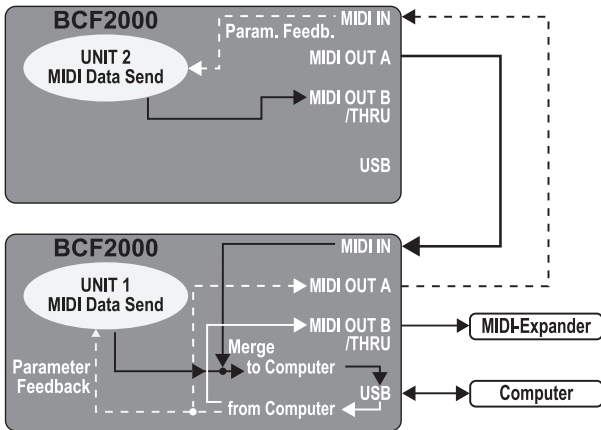 BCF2000
MIDI IN
Param. Feedb.
UNIT 2
MIDI Data Send
MIDI OUT A
MIDI OUT B
/THRU
USB
BCF2000
MIDI IN
UNIT 1
MIDI Data Send
MIDI OUT A
MIDI OUT B
/THRU
MIDI-Expander
Merge
Parameter
Feedback
to Computer
USB
Computer
from Computer